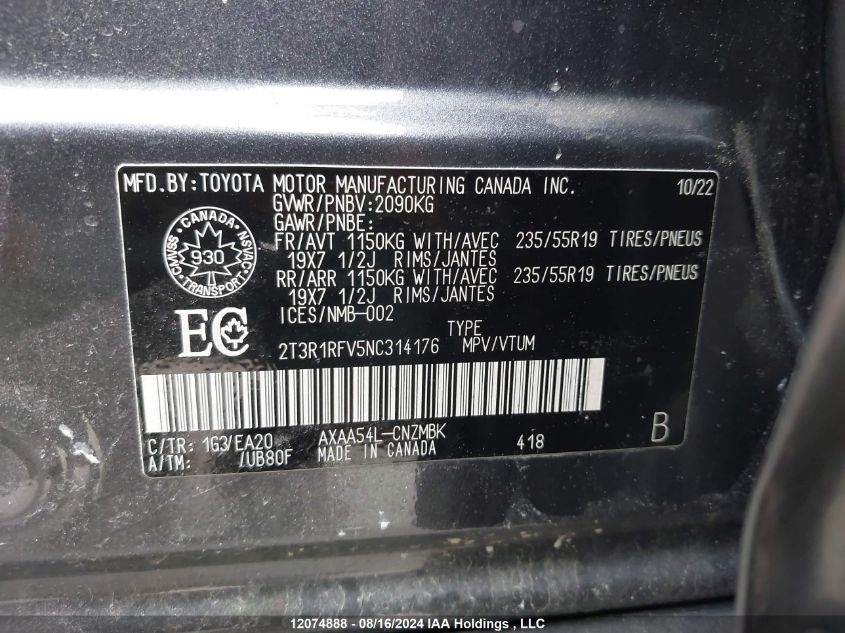 MFD.BY:TOYOTA MOTOR MANUFACTURING CANADA INC. 10/22
GVWR/PNBV:2090KG
GAWR/PNBE:
FR/AVT 1150KG WITH/AVEC 235/55R19 TIRES/PNEUS
19X7 1/2J RIMS/JANTES
RR/ARR 1150KG WITH/AVEC 235/55R19 TIRES/PNEUS
19X7 1/2J RIMS/JANTES
ICES/NMB-002
CANADA
CMVSS 930 NSVAC
TRANSPORT
EC
TYPE
2T3R1RFV5NC314176 MPV/VTUM
C/TR: 1G3/EA20 AXAA54L-CNZMBK 418 B
A/TM: /UB80F MADE IN CANADA
12074888 - 08/16/2024 IAA Holdings , LLC